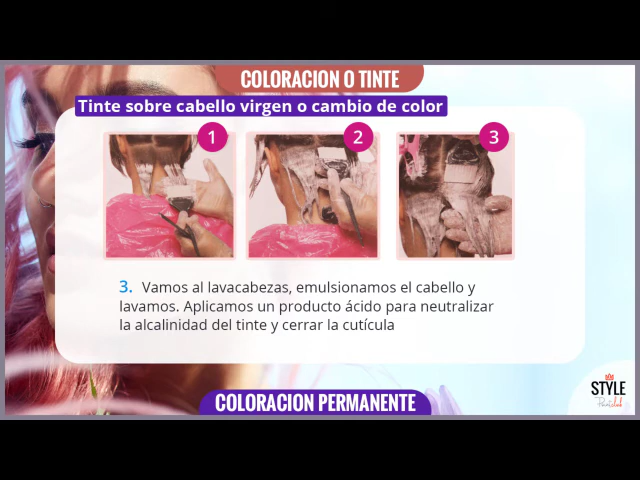 COLORACION O TINTE
Tinte sobre cabello virgen o cambio de color
1 2 3
3. Vamos al lavacabezas, emulsionamos el cabello y
lavamos. Aplicamos un producto ácido para neutralizar
la alcalinidad del tinte y cerrar la cutícula
COLORACION PERMANENTE
STYLE